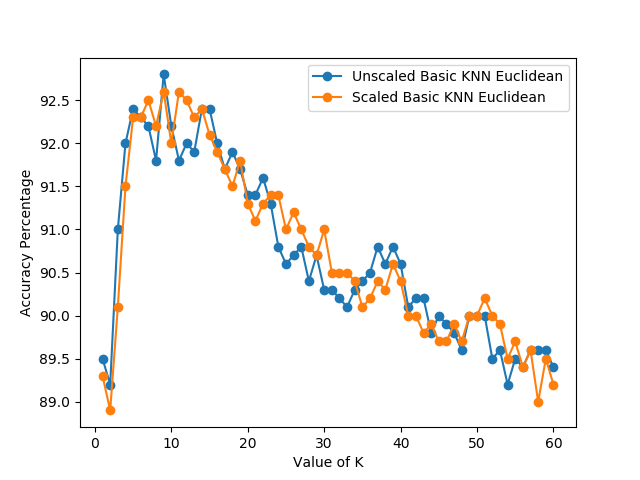 Unscaled Basic KNN Euclidean
Scaled Basic KNN Euclidean
92.5
92.0
91.5
91.0
90.5
90.0
89.5
89.0
Accuracy Percentage
0 10 20 30 40 50 60
Value of K